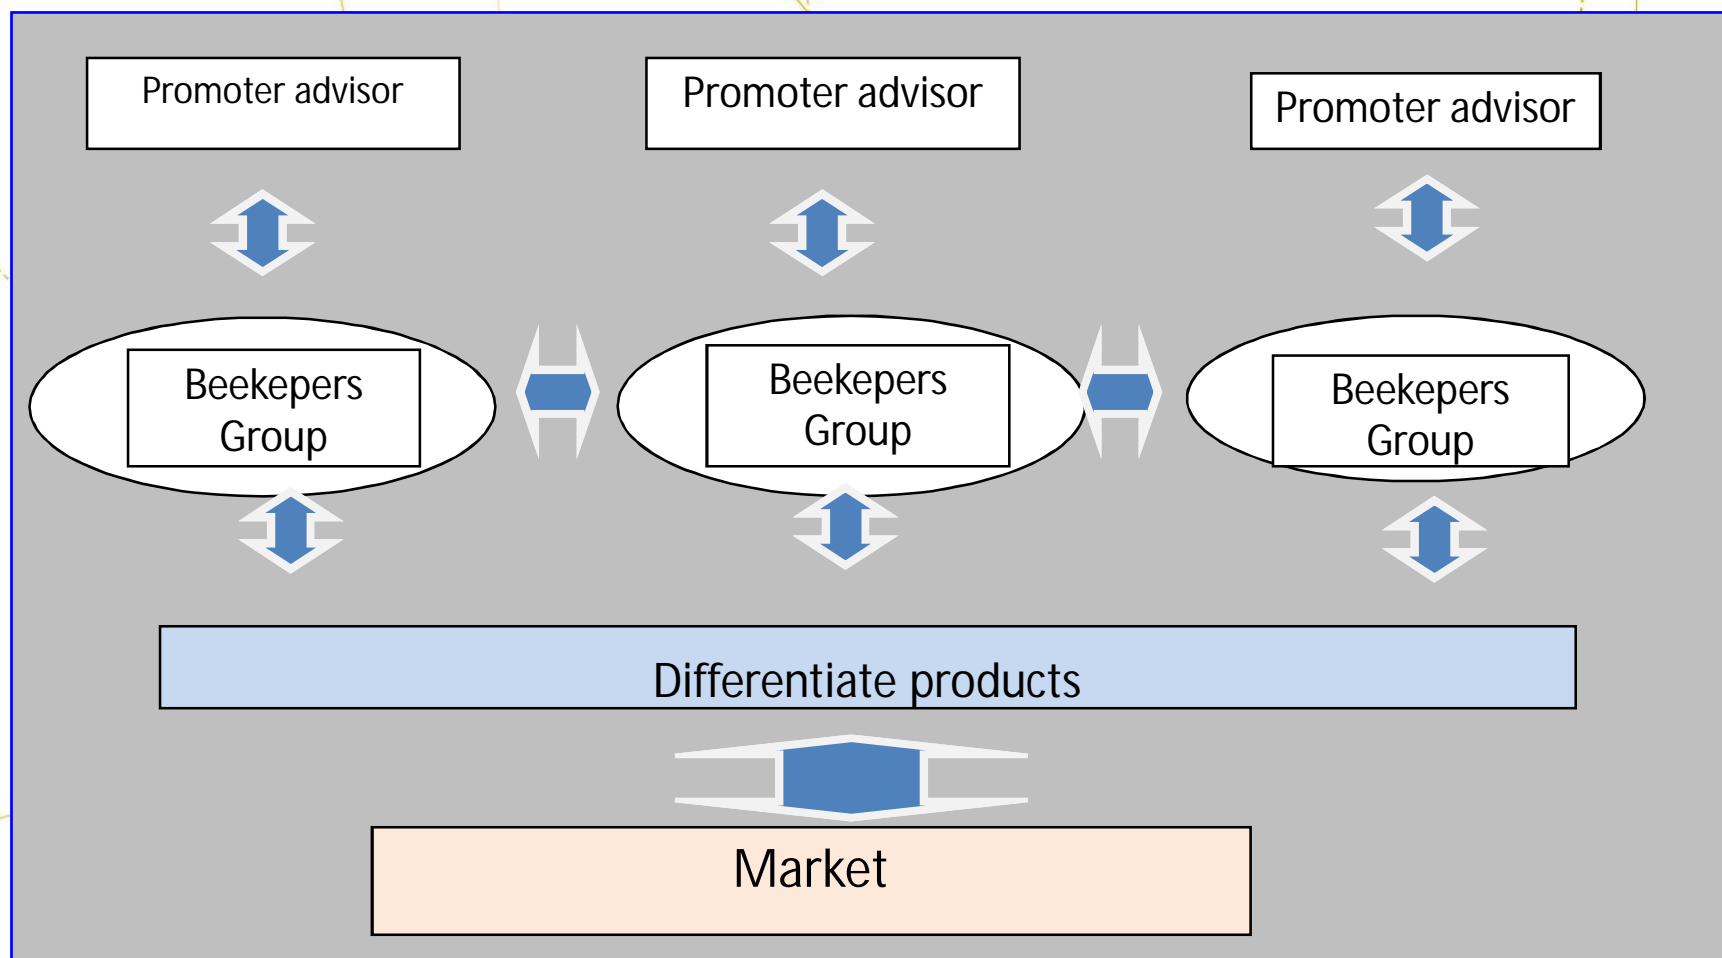 Promoter advisor
Promoter advisor
Promoter advisor
Beekepers
Group
Beekepers
Group
Beekepers
Group
Differentiate products
Market